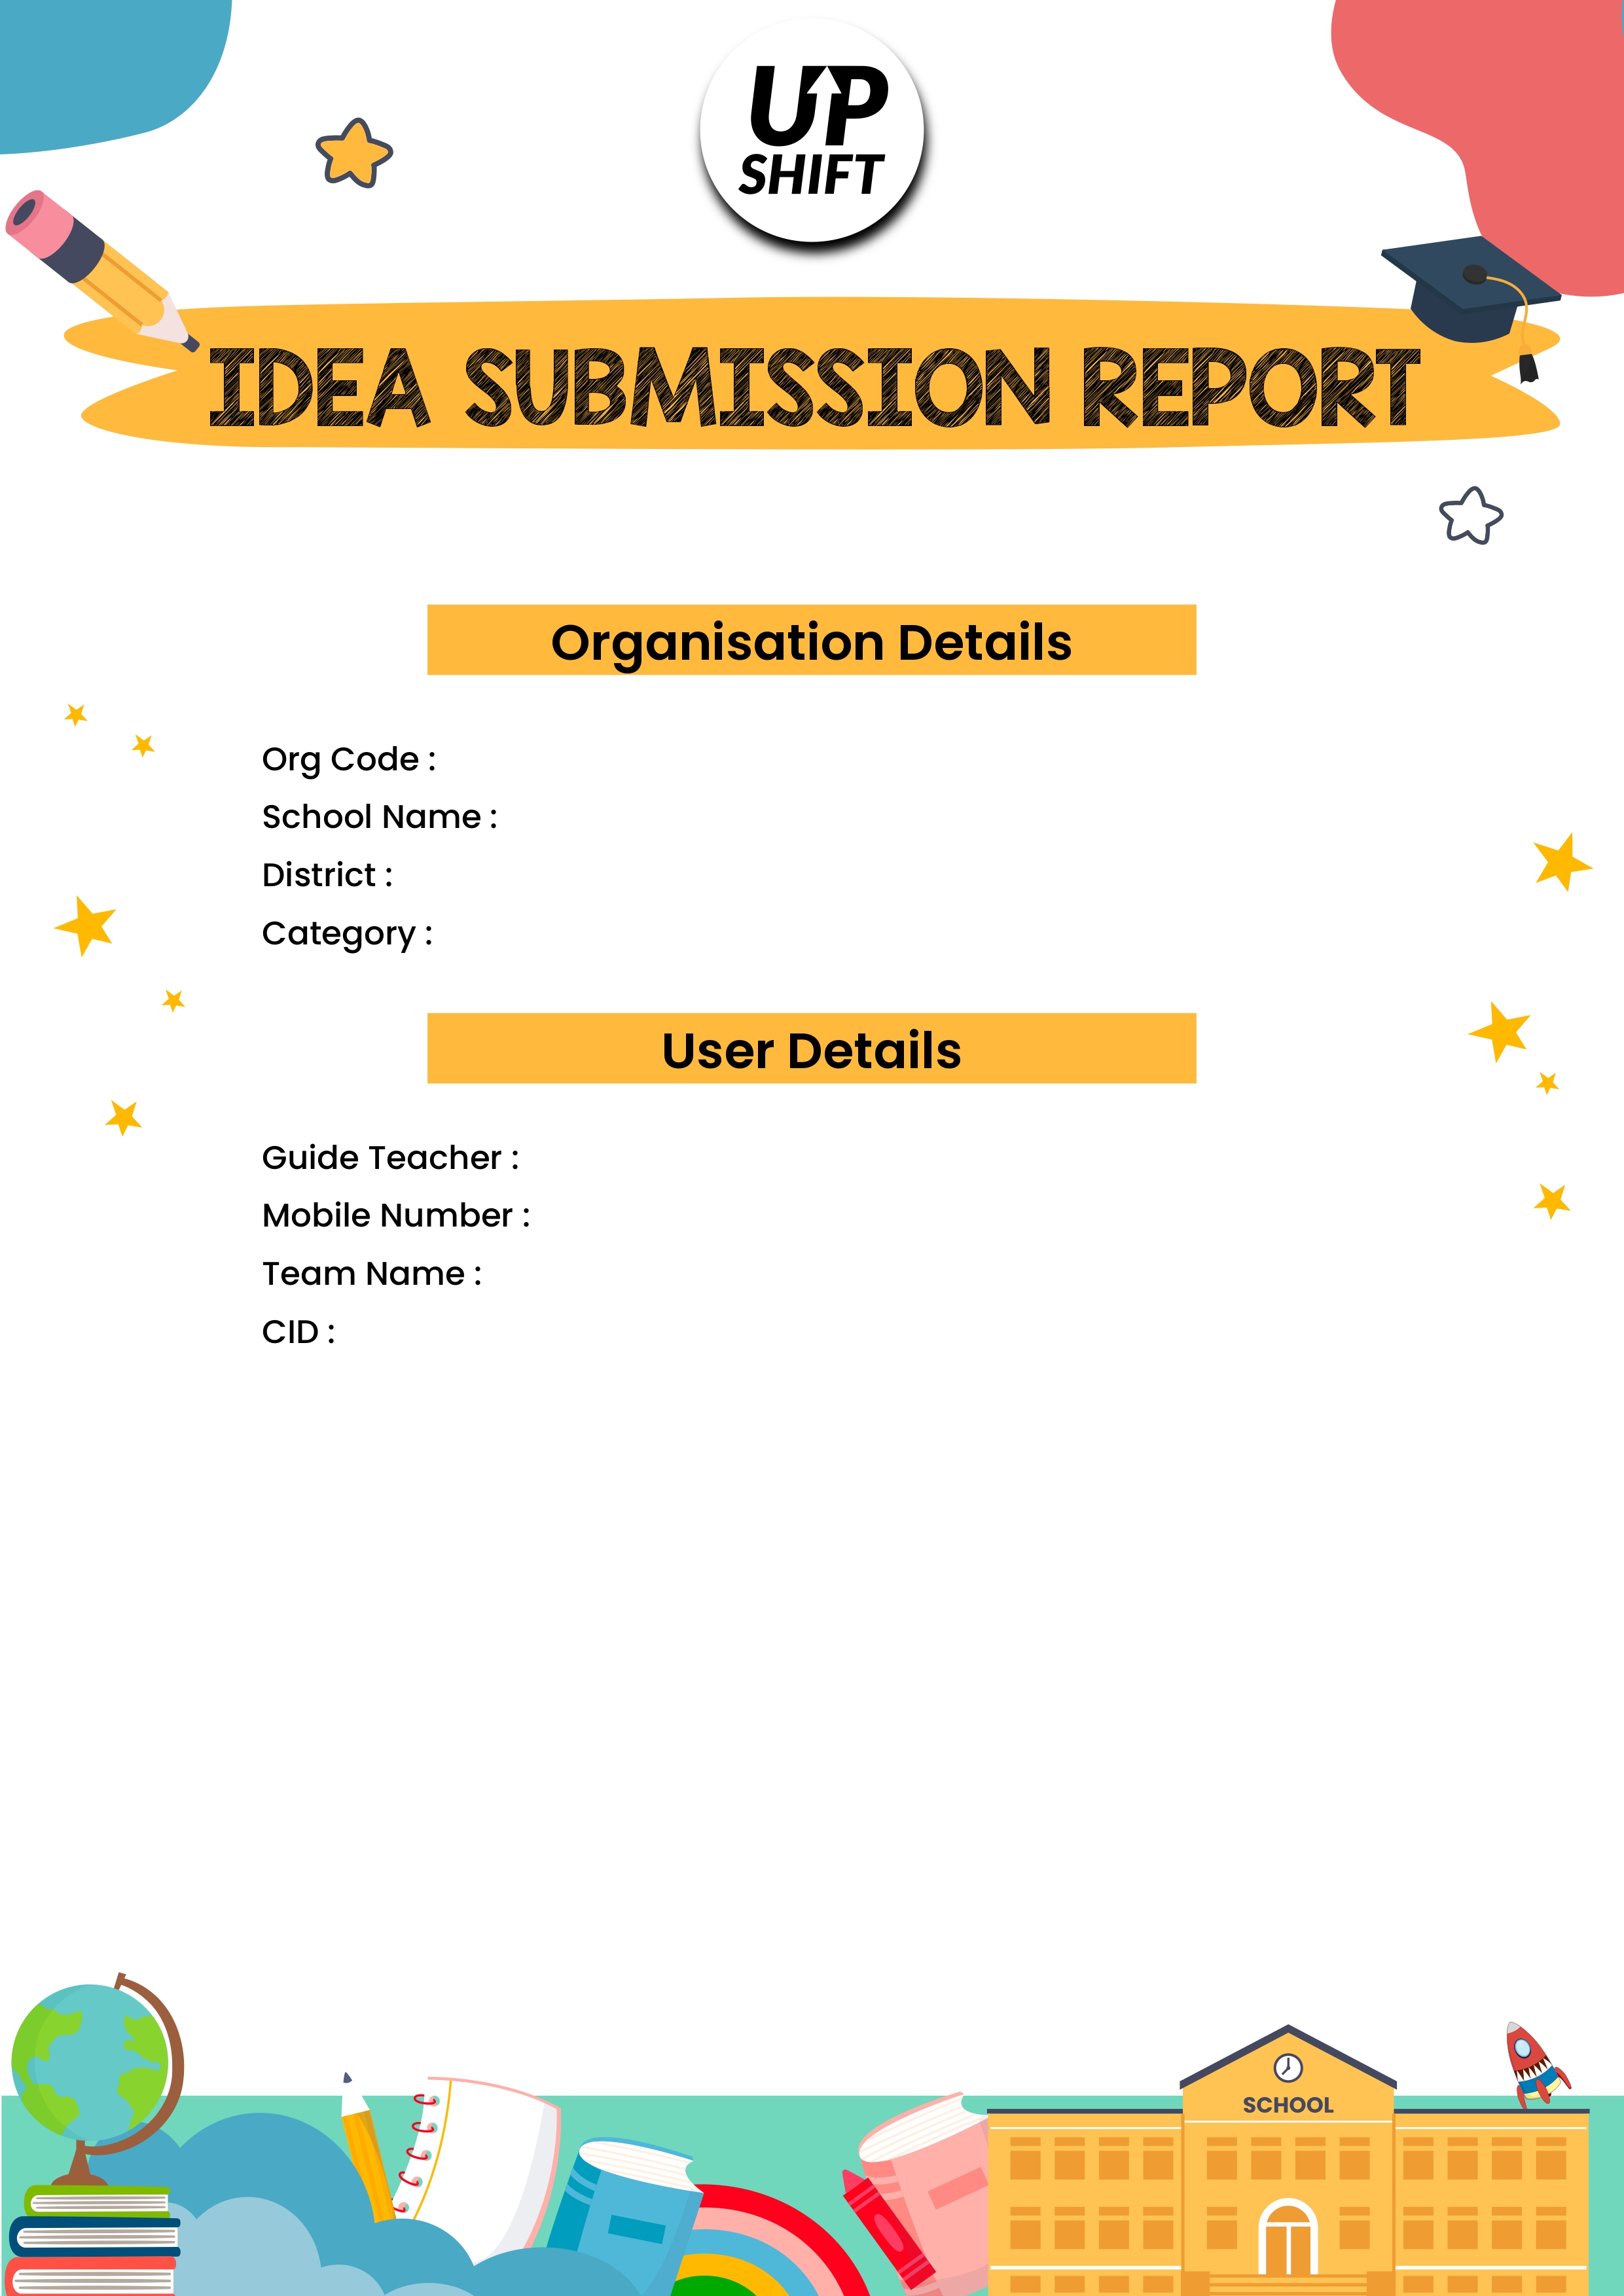 UP
SHIFT
IDEA SUBMISSION REPORT
Organisation Details
Org Code :
School Name :
District :
Category :
User Details
Guide Teacher :
Mobile Number :
Team Name :
CID :
SCHOOL